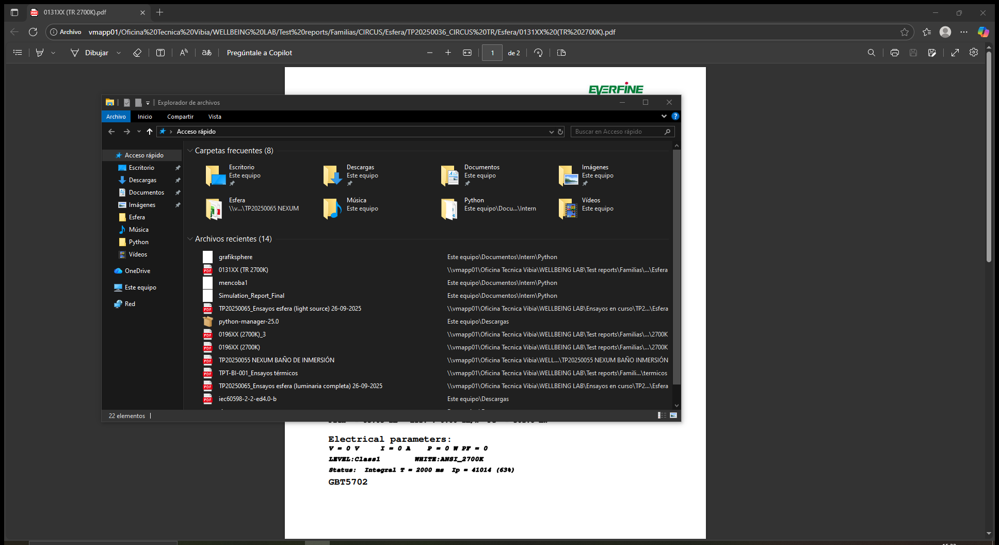 0131XX (TR 2700K).pdf
Archivo vmapp01/Oficina%20Tecnica%20Vibia/WELLBEING%20LAB/Test%20reports/Familias/CIRCUS/Esfera/TP20250036_CIRCUS%20TR/Esfera/0131XX%20(TR%202700K).pdf
Dibujar Pregúntale a Copilot 1 de 2
EVERFINE
Explorador de archivos
Archivo Inicio Compartir Vista
Acceso rápido Buscar en Acceso rápido
Acceso rápido
Escritorio
Descargas
Documentos
Imágenes
Esfera
Música
Python
Vídeos
OneDrive
Este equipo
Red
Carpetas frecuentes (8)
Escritorio
Este equipo
Descargas
Este equipo
Documentos
Este equipo
Imágenes
Este equipo
Esfera
\\v...\TP20250065 NEXUM
Música
Este equipo
Python
Este equipo\Docu...\Intern
Vídeos
Este equipo
Archivos recientes (14)
grafiksphere Este equipo\Documentos\Intern\Python
0131XX (TR 2700K) \\vmapp01\Oficina Tecnica Vibia\WELLBEING LAB\Test reports\Familias\...\Esfera
mencoba1 Este equipo\Documentos\Intern\Python
Simulation_Report_Final Este equipo\Documentos\Intern\Python
TP20250065_Ensayos esfera (light source) 26-09-2025 \\vmapp01\Oficina Tecnica Vibia\WELLBEING LAB\Ensayos en curso\TP2...\Esfera
python-manager-25.0 Este equipo\Descargas
0196XX (2700K)_3 \\vmapp01\Oficina Tecnica Vibia\WELLBEING LAB\Test reports\Familias\...\2700K
0196XX (2700K) \\vmapp01\Oficina Tecnica Vibia\WELLBEING LAB\Test reports\Familias\...\2700K
TP20250055 NEXUM BAÑO DE INMERSIÓN \\vmapp01\Oficina Tecnica Vibia\WELL...\TP20250055 NEXUM BAÑO INMERSIÓN
TPT-BI-001_Ensayos térmicos \\vmapp01\Oficina Tecnica Vibia\WELLBEING LAB\Test reports\Famili...\termicos
TP20250065_Ensayos esfera (luminaria completa) 26-09-2025 \\vmapp01\Oficina Tecnica Vibia\WELLBEING LAB\Ensayos en curso\TP2...\Esfera
iec60598-2-2-ed4.0-b Este equipo\Descargas
22 elementos
Electrical parameters:
V = 0 V I = 0 A P = 0 W PF = 0
LEVEL:Class1 WHITE:ANSI_2700K
Status: Integral T = 2000 ms Ip = 41014 (63%)
GBT5702